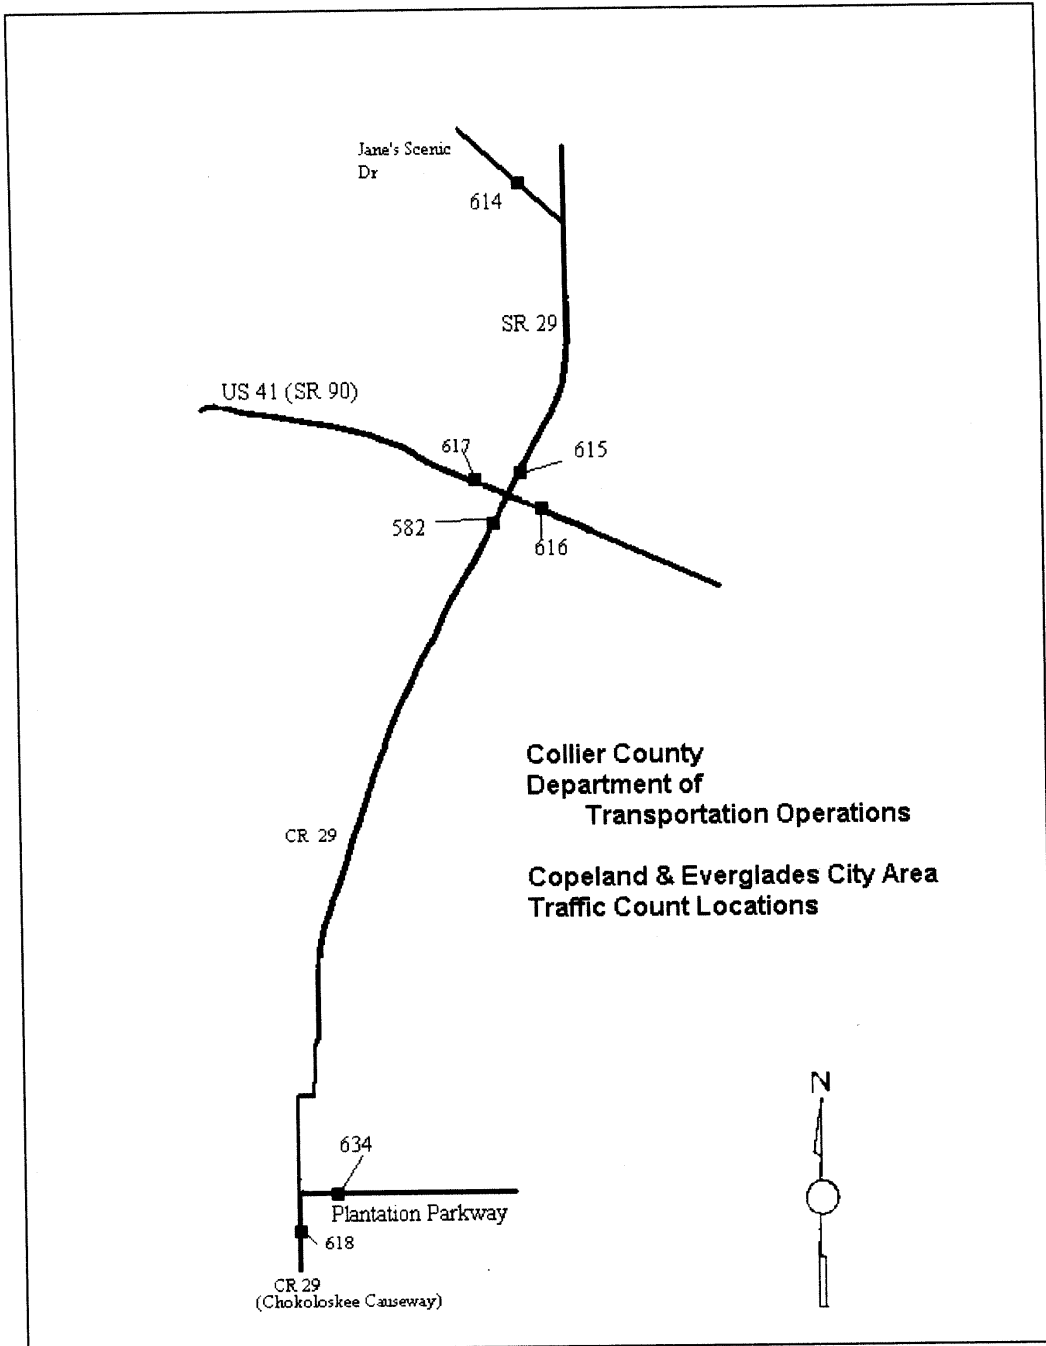 Jane's Scenic
Dr
614
SR 29
US 41 (SR 90)
617
615
582
616
Collier County
Department of
Transportation Operations
CR 29
Copeland & Everglades City Area
Traffic Count Locations
N
634
Plantation Parkway
618
CR 29
(Chokoloskee Causeway)